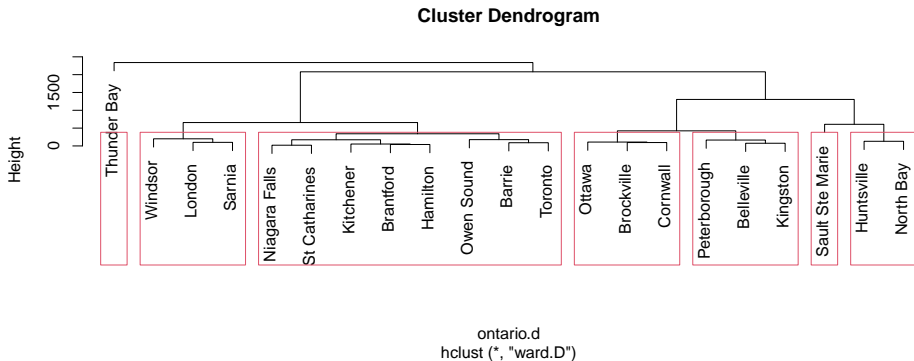 Cluster Dendrogram
Height
1500
0
Thunder Bay
Windsor
London
Sarnia
Niagara Falls
St Catharines
Kitchener
Brantford
Hamilton
Owen Sound
Barrie
Toronto
Ottawa
Brockville
Cornwall
Peterborough
Belleville
Kingston
Sault Ste Marie
Huntsville
North Bay
ontario.d
hclust (*, "ward.D")